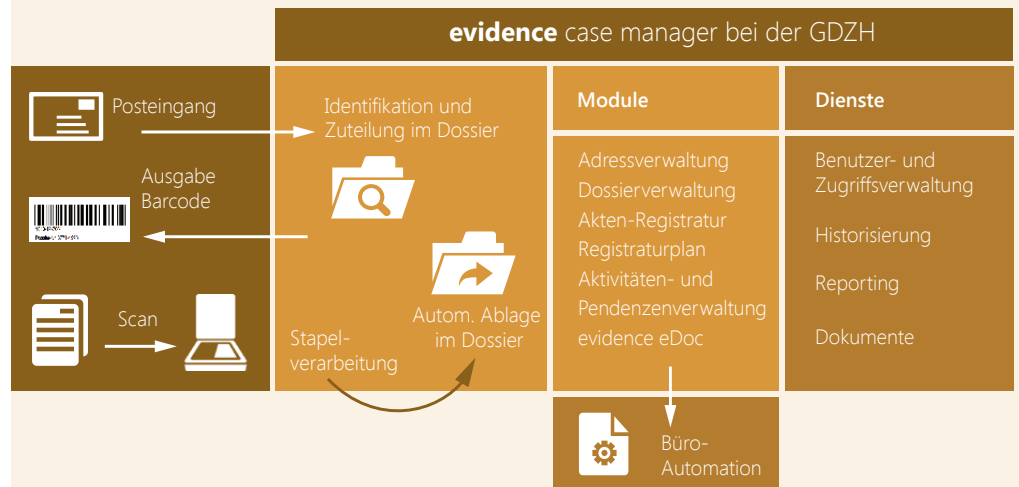 evidence case manager bei der GDZH
Posteingang
Ausgabe
Barcode
Scan
Identifikation und
Zuteilung im Dossier
Autom. Ablage
im Dossier
Stapel-
verarbeitung
Module
Adressverwaltung
Dossierverwaltung
Akten-Registratur
Registraturplan
Aktivitäten- und
Pendenzenverwaltung
evidence eDoc
Büro-
Automation
Dienste
Benutzer- und
Zugriffsverwaltung
Historisierung
Reporting
Dokumente